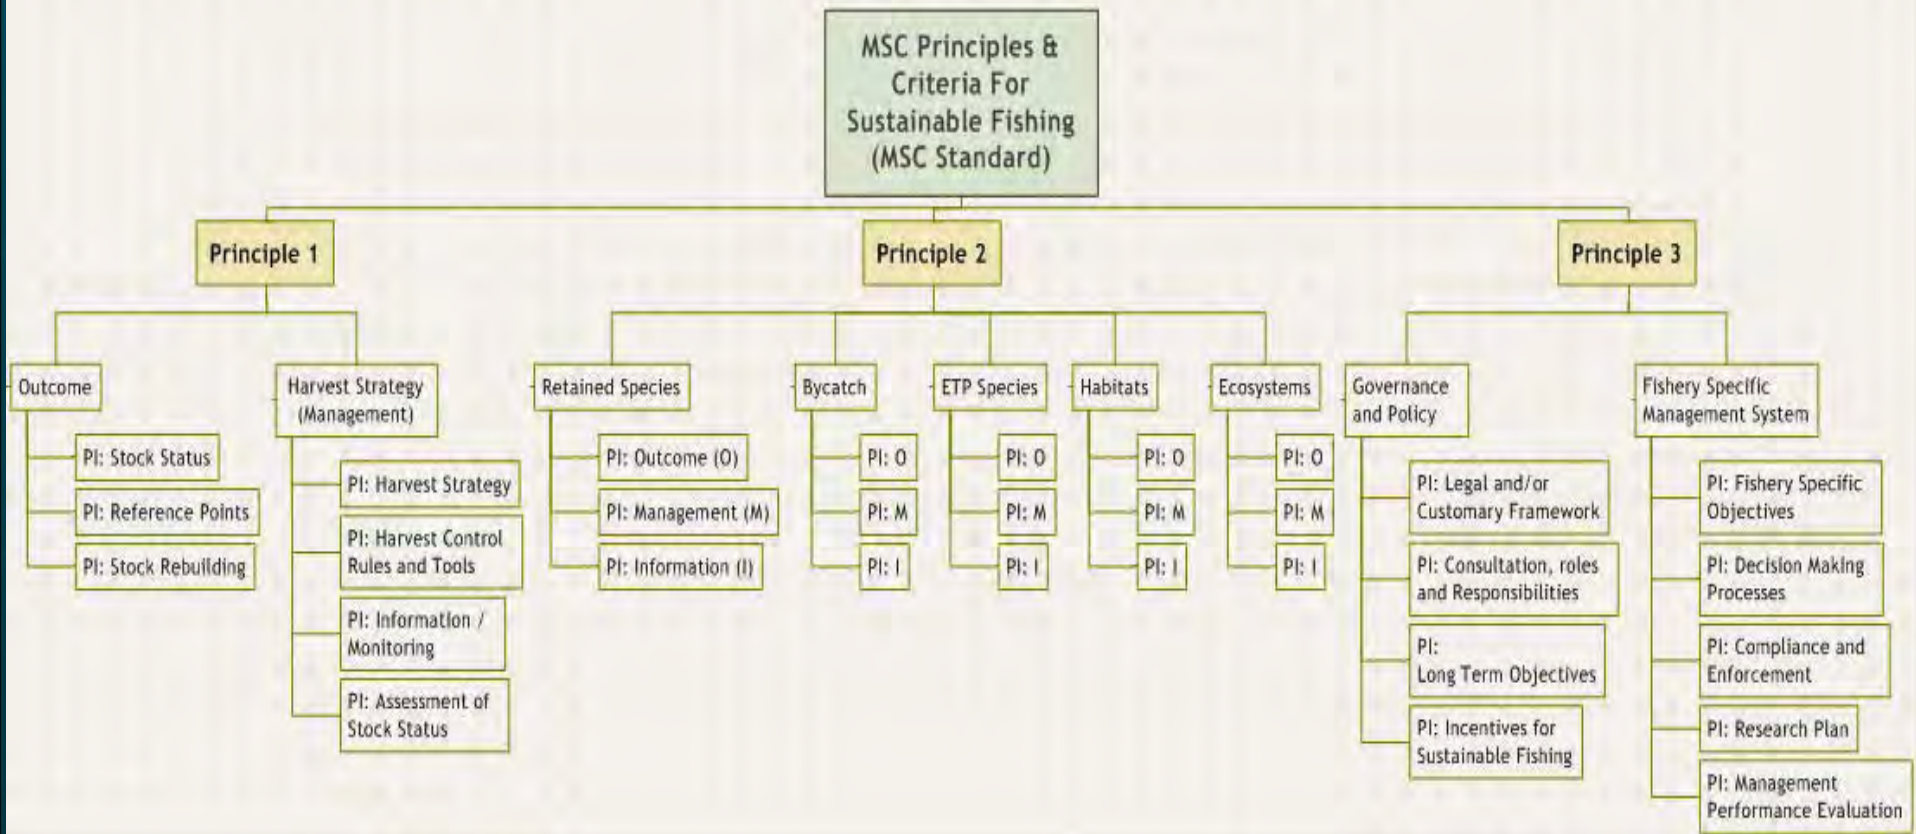 MSC Principles &
Criteria For
Sustainable Fishing
(MSC Standard)
Principle 1
Principle 2
Principle 3
Outcome
PI: Stock Status
PI: Reference Points
PI: Stock Rebuilding
Harvest Strategy
(Management)
PI: Harvest Strategy
PI: Harvest Control
Rules and Tools
PI: Information /
Monitoring
PI: Assessment of
Stock Status
Retained Species
PI: Outcome (O)
PI: Management (M)
PI: Information (I)
Bycatch
PI: O
PI: M
PI: I
ETP Species
PI: O
PI: M
PI: I
Habitats
PI: O
PI: M
PI: I
Ecosystems
PI: O
PI: M
PI: I
Governance
and Policy
PI: Legal and/or
Customary Framework
PI: Consultation, roles
and Responsibilities
PI:
Long Term Objectives
PI: Incentives for
Sustainable Fishing
Fishery Specific
Management System
PI: Fishery Specific
Objectives
PI: Decision Making
Processes
PI: Compliance and
Enforcement
PI: Research Plan
PI: Management
Performance Evaluation